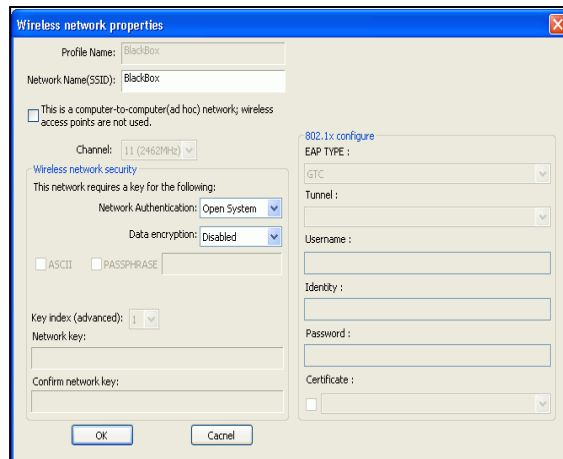 Wireless network properties
Profile Name: BlackBox
Network Name(SSID): BlackBox
This is a computer-to-computer(ad hoc) network; wireless
access points are not used.
Channel: 11 (2462MHz)
Wireless network security
This network requires a key for the following:
Network Authentication: Open System
Data encryption: Disabled
ASCII PASSPHRASE
Key index (advanced): 1
Network key:
Confirm network key:
OK Cacnel
802.1x configure
EAP TYPE :
GTC
Tunnel :
Username :
Identity :
Password :
Certificate :